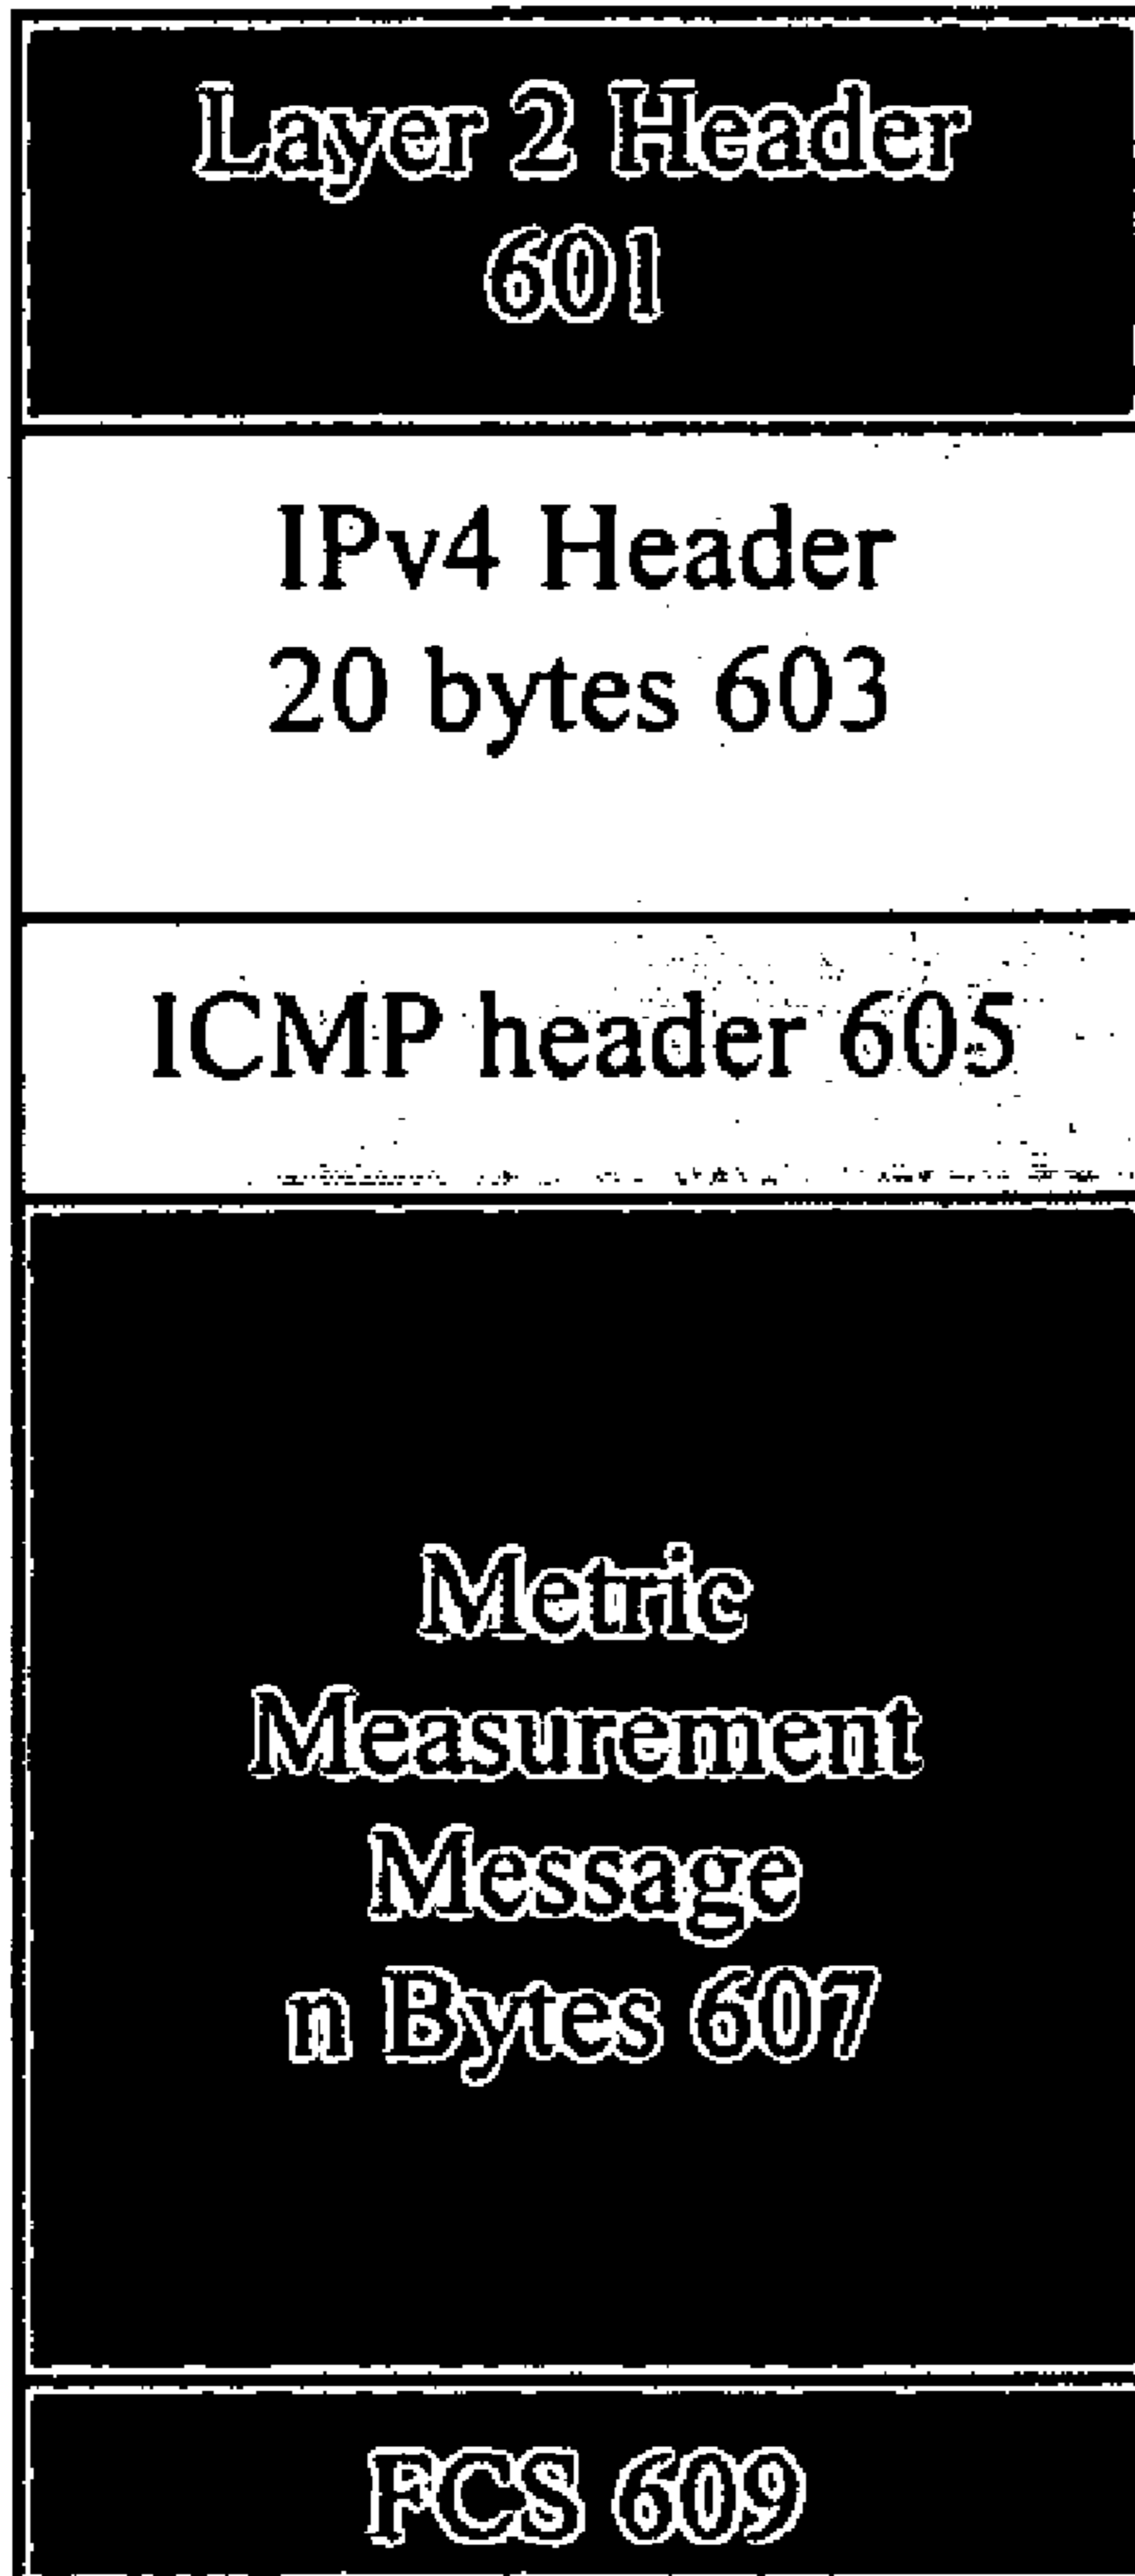 Layer 2 Header
601
IPv4 Header
20 bytes 603
ICMP header 605
Metric
Measurement
Message
n Bytes 607
FCS 609